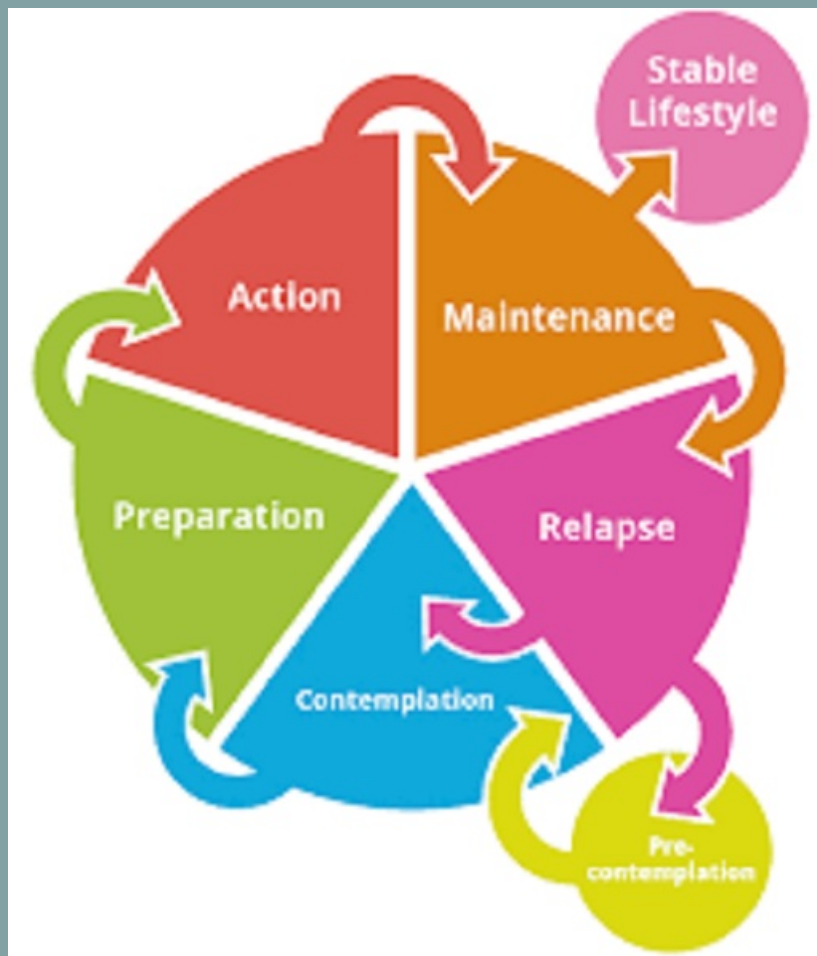 Stable
Lifestyle
Action
Maintenance
Preparation
Relapse
Contemplation
Pre-
contemplation